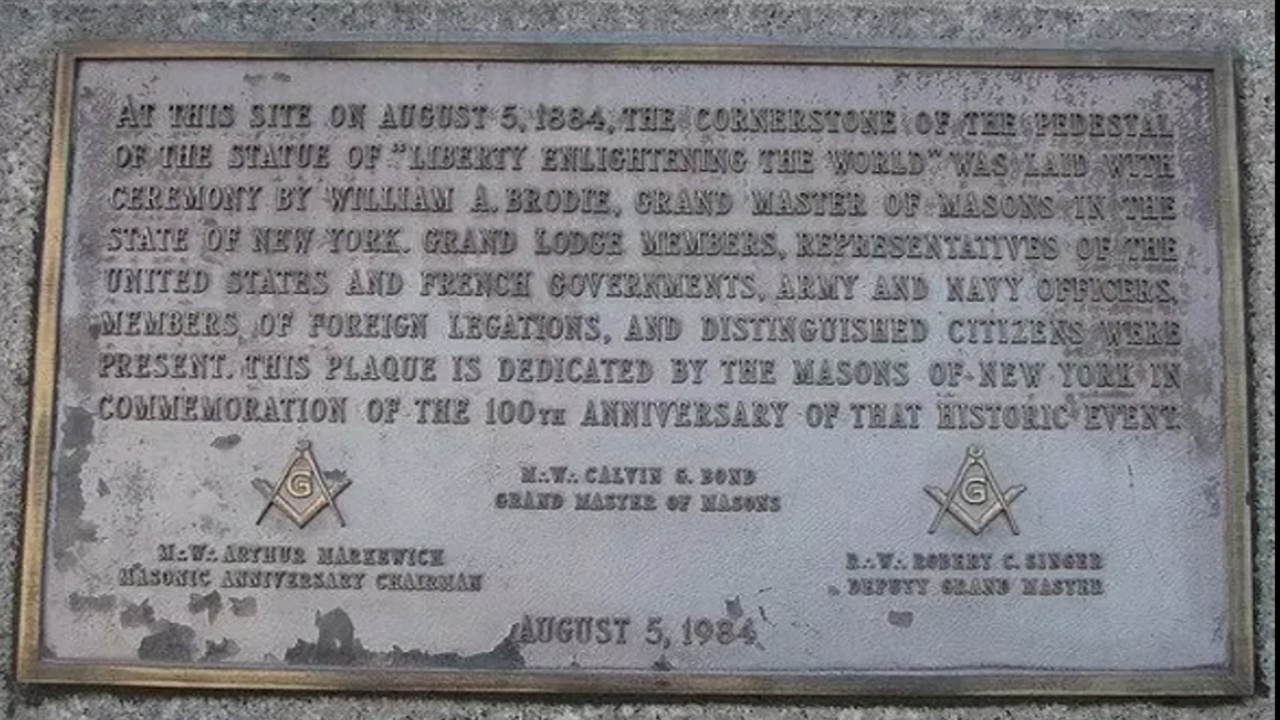 AT THIS SITE ON AUGUST 5, 1884, THE CORNERSTONE OF THE PEDESTAL
OF THE STATUE OF "LIBERTY ENLIGHTENING THE WORLD" WAS LAID WITH
CEREMONY BY WILLIAM A. BRODIE, GRAND MASTER OF MASONS IN THE
STATE OF NEW YORK. GRAND LODGE MEMBERS, REPRESENTATIVES OF THE
UNITED STATES AND FRENCH GOVERNMENTS, ARMY AND NAVY OFFICERS,
MEMBERS OF FOREIGN LEGATIONS, AND DISTINGUISHED CITIZENS WERE
PRESENT. THIS PLAQUE IS DEDICATED BY THE MASONS OF NEW YORK IN
COMMEMORATION OF THE 100TH ANNIVERSARY OF THAT HISTORIC EVENT.
M∴W∴ CALVIN G. BOND
GRAND MASTER OF MASONS
G
G
M∴W∴ ARTHUR MARKEWICH
MASONIC ANNIVERSARY CHAIRMAN
R∴W∴ ROBERT C. SINGER
DEPUTY GRAND MASTER
AUGUST 5, 1984